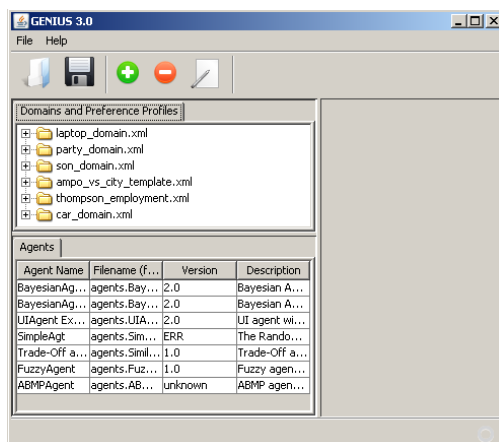 GENIUS 3.0
File Help
Domains and Preference Profiles
laptop_domain.xml
party_domain.xml
son_domain.xml
ampo_vs_city_template.xml
thompson_employment.xml
car_domain.xml
Agents
Agent Name Filename (f... Version Description
BayesianAg... agents.Bay... 2.0 Bayesian A...
BayesianAg... agents.Bay... 2.0 Bayesian A...
UIAgent Ex... agents.UIA... 2.0 UI agent wi...
SimpleAgt agents.Sim... ERR The Rando...
Trade-Off a... agents.Simil... 1.0 Trade-Off a...
FuzzyAgent agents.Fuz... 1.0 Fuzzy agen...
ABMPAgent agents.AB... unknown ABMP agen...